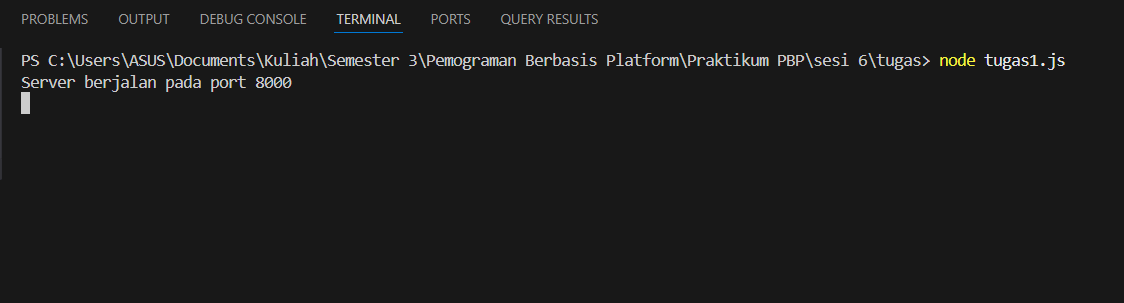 PROBLEMS OUTPUT DEBUG CONSOLE TERMINAL PORTS QUERY RESULTS
PS C:\Users\ASUS\Documents\Kuliah\Semester 3\Pemograman Berbasis Platform\Praktikum PBP\sesi 6\tugas> node tugas1.js
Server berjalan pada port 8000